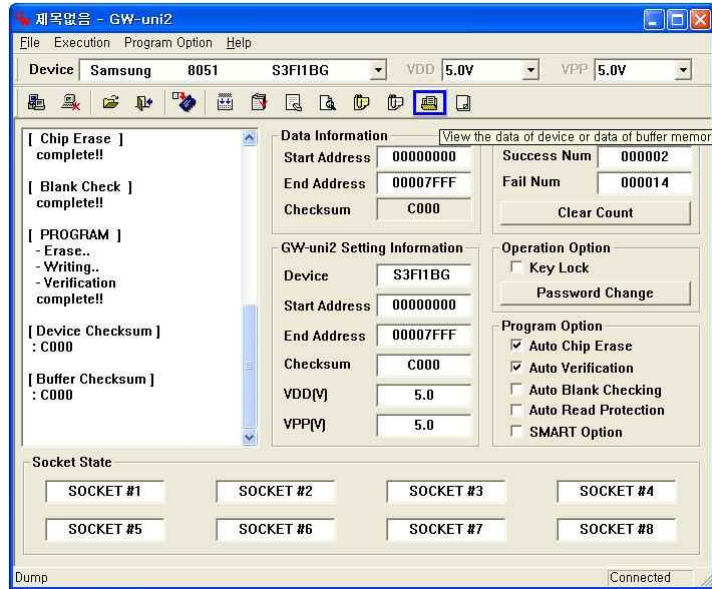 제목없음 - GW-uni2
File Execution Program Option Help
Device Samsung 8051 S3FI1BG VDD 5.0V VPP 5.0V
View the data of device or data of buffer memor
[ Chip Erase ]
complete!!
[ Blank Check ]
complete!!
[ PROGRAM ]
- Erase..
- Writing..
- Verification
complete!!
[ Device Checksum ]
: C000
[ Buffer Checksum ]
: C000
Data Information
Start Address 00000000
End Address 00007FFF
Checksum C000
GW-uni2 Setting Information
Device S3FI1BG
Start Address 00000000
End Address 00007FFF
Checksum C000
VDD(V) 5.0
VPP(V) 5.0
Success Num 000002
Fail Num 000014
Clear Count
Operation Option
Key Lock
Password Change
Program Option
Auto Chip Erase
Auto Verification
Auto Blank Checking
Auto Read Protection
SMART Option
Socket State
SOCKET #1 SOCKET #2 SOCKET #3 SOCKET #4
SOCKET #5 SOCKET #6 SOCKET #7 SOCKET #8
Dump Connected